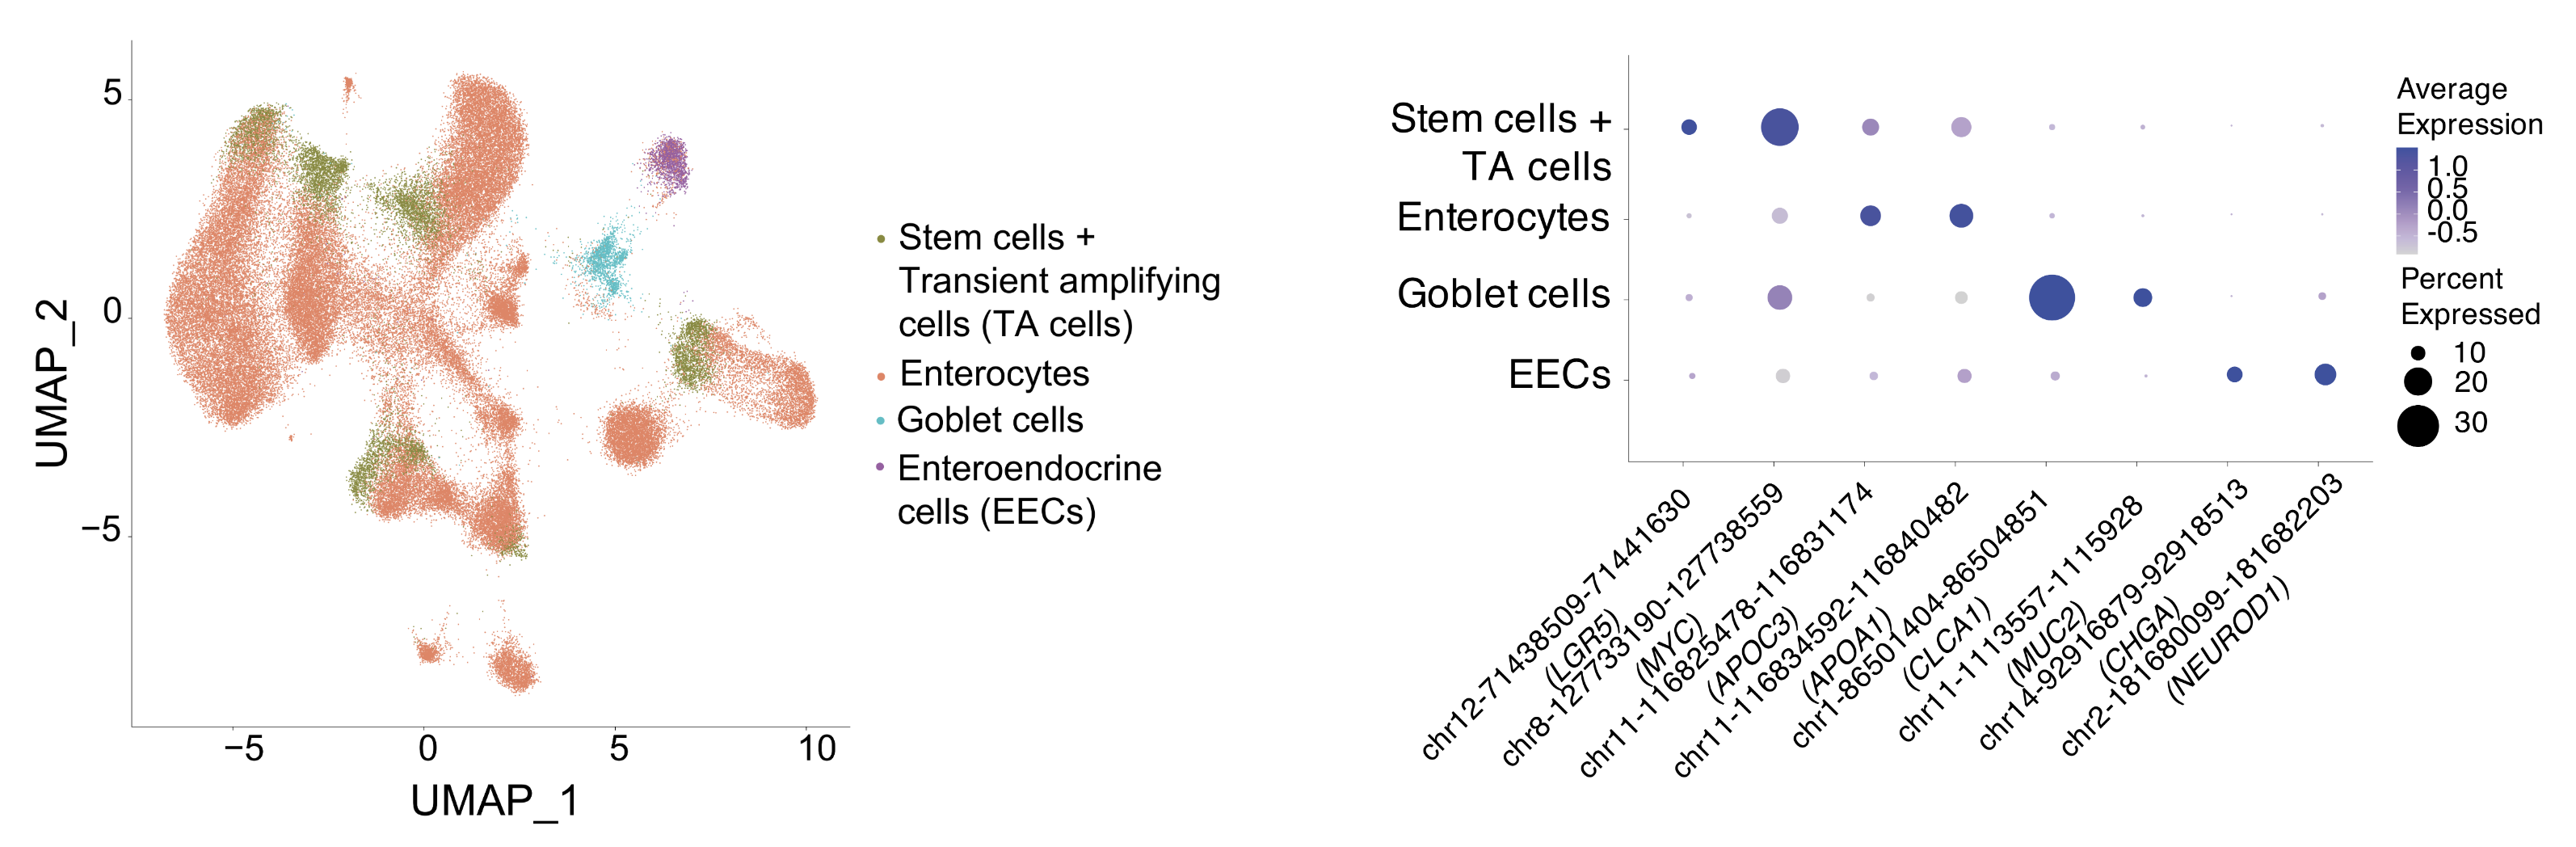 5
0
−5
UMAP_2
−5
0
5
10
UMAP_1
Stem cells +
Transient amplifying
cells (TA cells)
Enterocytes
Goblet cells
Enteroendocrine
cells (EECs)
Stem cells +
TA cells
Enterocytes
Goblet cells
EECs
chr12-71438509-71441630
(LGR5)
chr8-127733190-127738559
(MYC)
chr11-116825478-116831174
(APOC3)
chr11-116834592-116840482
(APOA1)
chr1-86501404-86504851
(CLCA1)
chr11-1113557-1115928
(MUC2)
chr14-92916879-92918513
(CHGA)
chr2-181680099-181682203
(NEUROD1)
Average
Expression
1.0
0.5
0.0
-0.5
Percent
Expressed
10
20
30